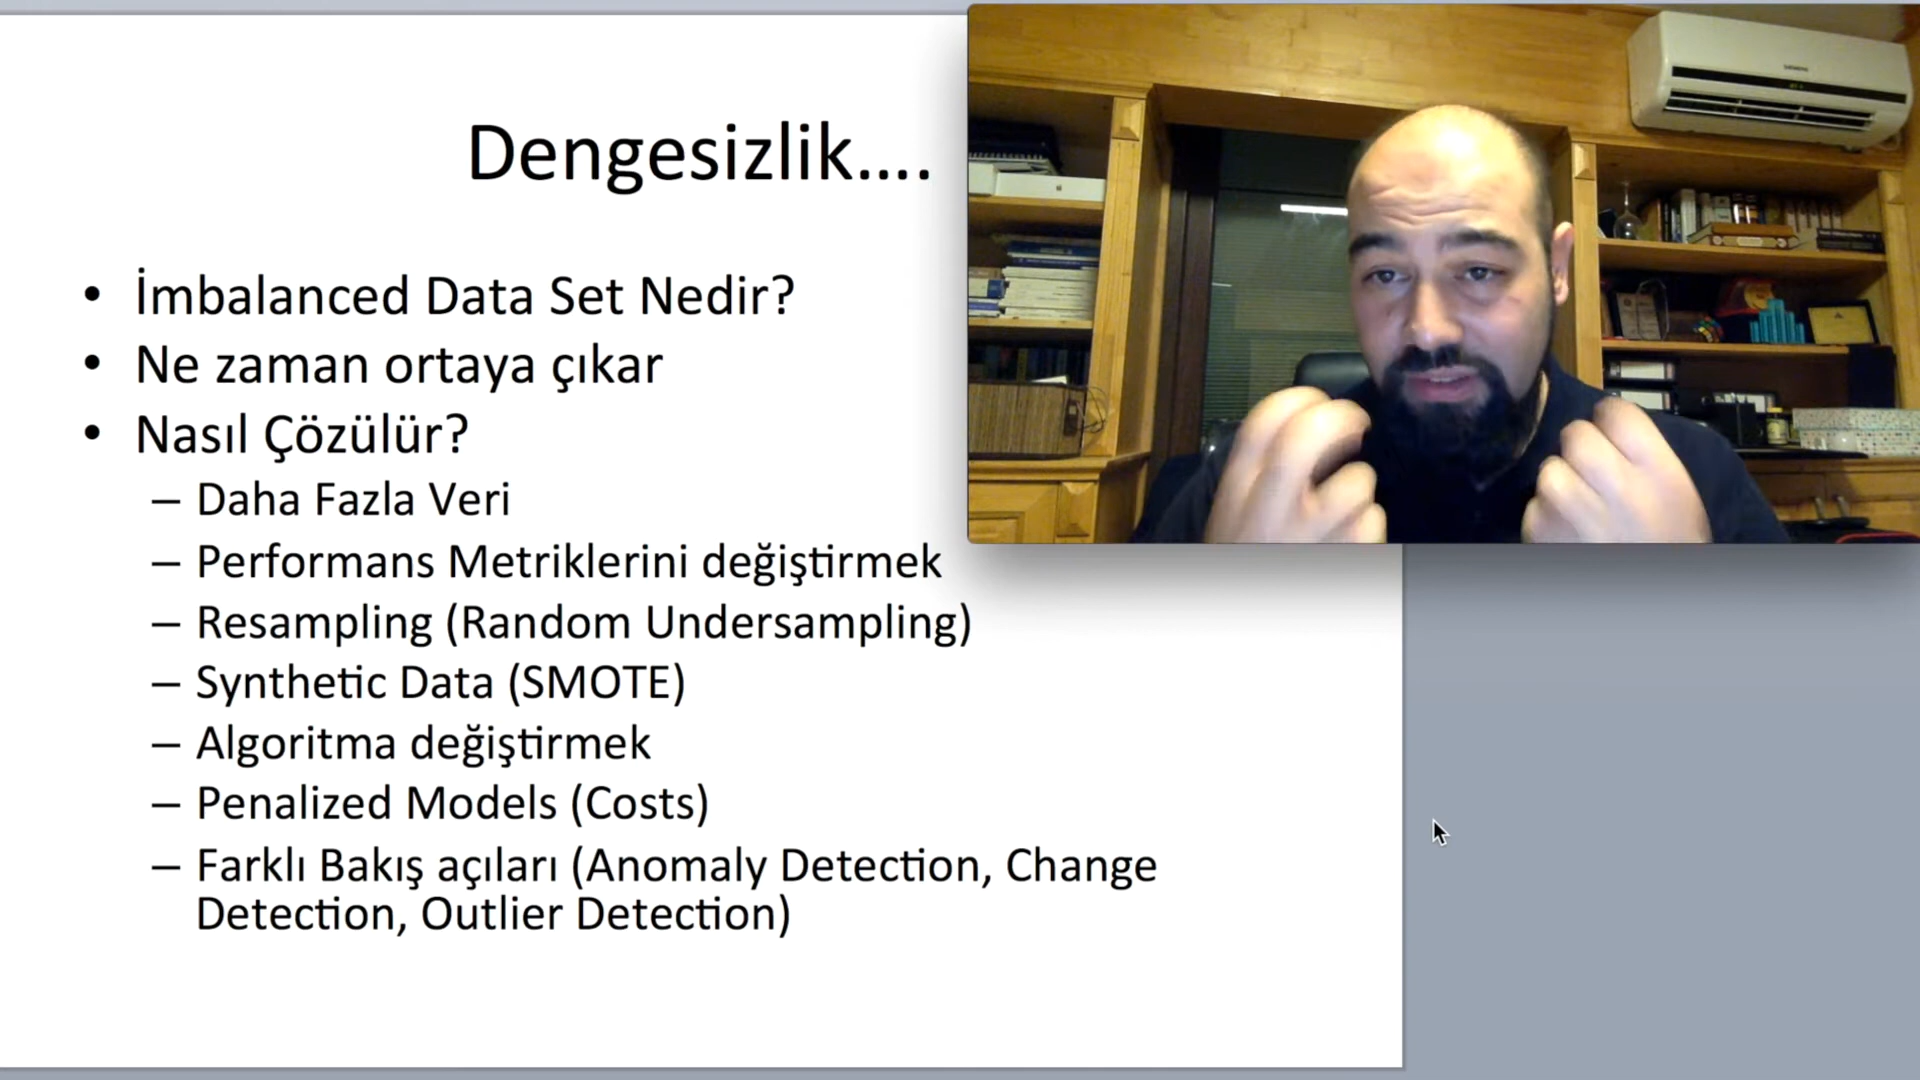 Dengesizlik....
• İmbalanced Data Set Nedir?
• Ne zaman ortaya çıkar
• Nasıl Çözülür?
– Daha Fazla Veri
– Performans Metriklerini değiştirmek
– Resampling (Random Undersampling)
– Synthetic Data (SMOTE)
– Algoritma değiştirmek
– Penalized Models (Costs)
– Farklı Bakış açıları (Anomaly Detection, Change
Detection, Outlier Detection)
SIEMENS